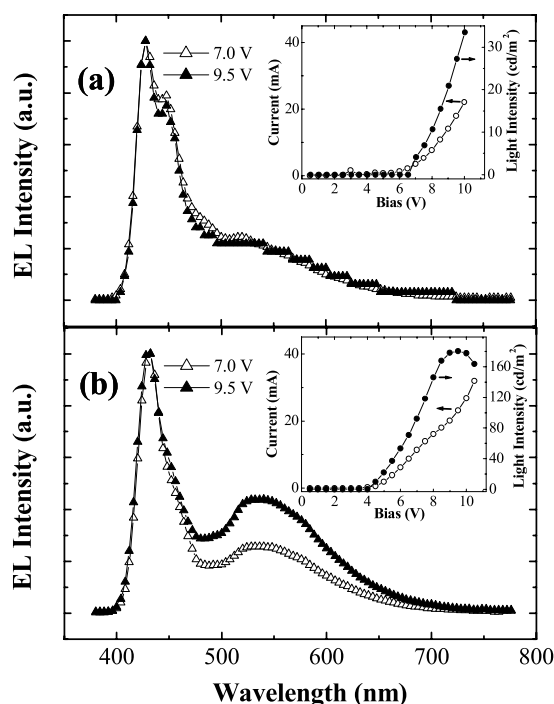 (a)
7.0 V
9.5 V
EL Intensity (a.u.)
40
20
0
Current (mA)
30
20
10
0
Light Intensity (cd/m²)
0 2 4 6 8 10
Bias (V)
(b)
7.0 V
9.5 V
EL Intensity (a.u.)
40
20
0
Current (mA)
160
120
80
40
0
Light Intensity (cd/m²)
0 2 4 6 8 10
Bias (V)
400 500 600 700 800
Wavelength (nm)